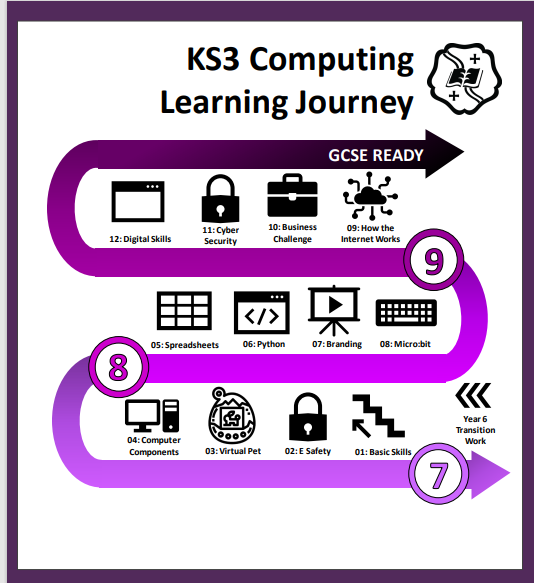 KS3 Computing
Learning Journey
GCSE READY
12: Digital Skills
11: Cyber
Security
10: Business
Challenge
09: How the
Internet Works
9
05: Spreadsheets
06: Python
</>
07: Branding
08: Micro:bit
8
04: Computer
Components
03: Virtual Pet
02: E Safety
01: Basic Skills
Year 6
Transition
Work
7